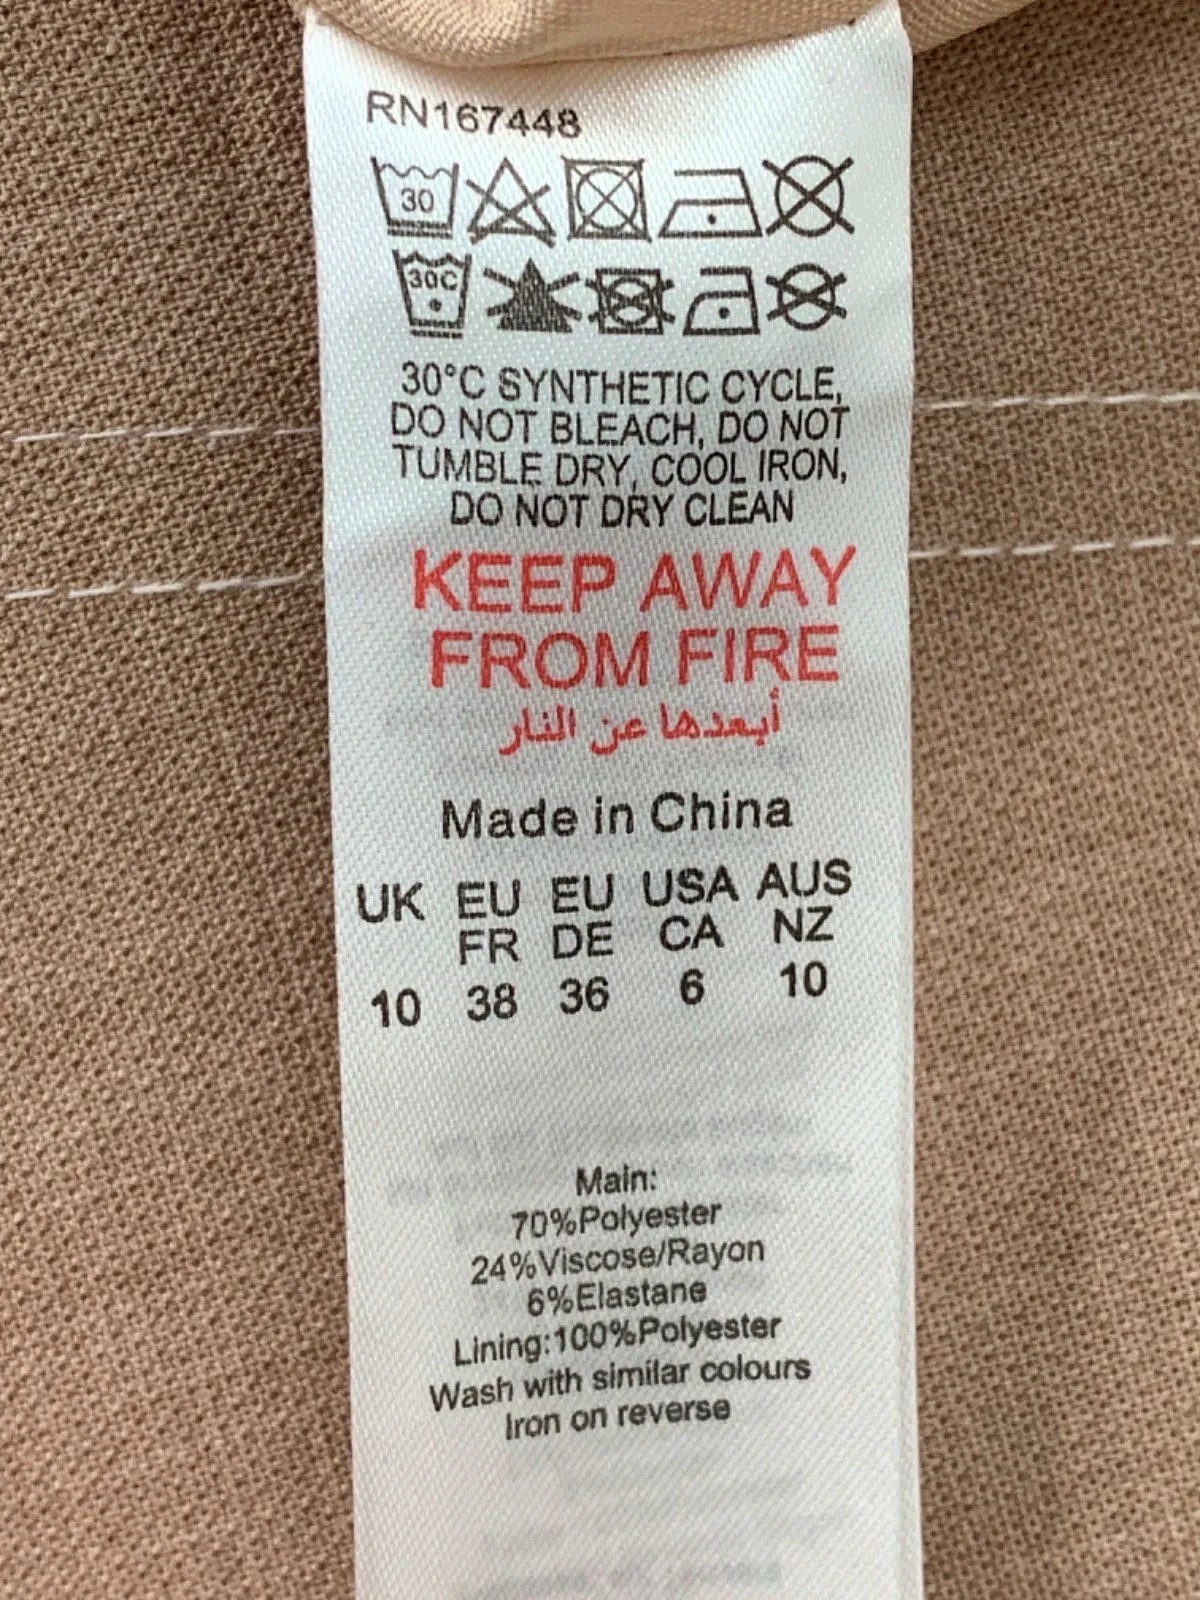 RN167448
30
30C
30°C SYNTHETIC CYCLE,
DO NOT BLEACH, DO NOT
TUMBLE DRY, COOL IRON,
DO NOT DRY CLEAN
KEEP AWAY
FROM FIRE
أبعدها عن النار
Made in China
UK EU EU USA AUS
FR DE CA NZ
10 38 36 6 10
Main:
70%Polyester
24%Viscose/Rayon
6%Elastane
Lining:100%Polyester
Wash with similar colours
Iron on reverse